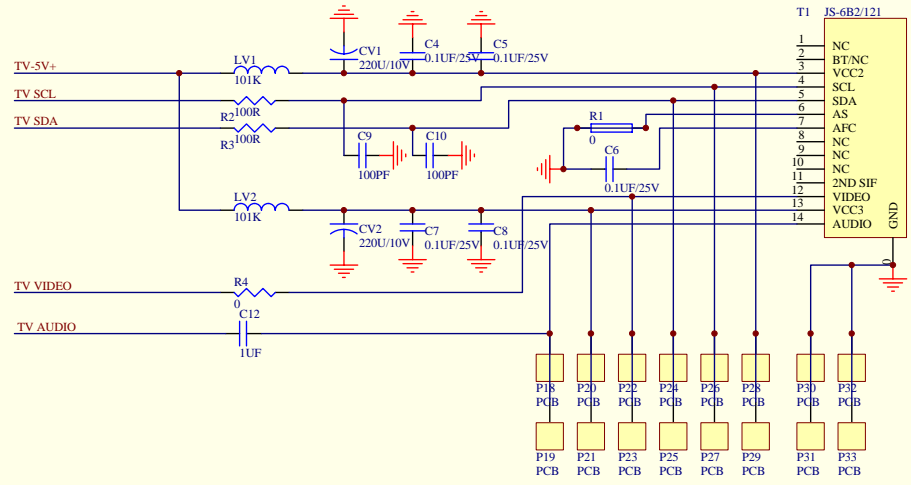 T1 JS-6B2/121
1 NC
2 BT/NC
3 VCC2
4 SCL
5 SDA
6 AS
7 AFC
8 NC
9 NC
10 NC
11 2ND SIF
12 VIDEO
13 VCC3
14 AUDIO
GND
0
TV-5V+
LV1
101K
CV1
220U/10V
C4
0.1UF/25V
C5
0.1UF/25V
TV SCL
R2
100R
TV SDA
R3
100R
C9
100PF
C10
100PF
R1
0
C6
0.1UF/25V
LV2
101K
CV2
220U/10V
C7
0.1UF/25V
C8
0.1UF/25V
TV VIDEO
R4
0
TV AUDIO
C12
1UF
P18 P20 P22 P24 P26 P28 P30 P32
PCB PCB PCB PCB PCB PCB PCB PCB
P19 P21 P23 P25 P27 P29 P31 P33
PCB PCB PCB PCB PCB PCB PCB PCB